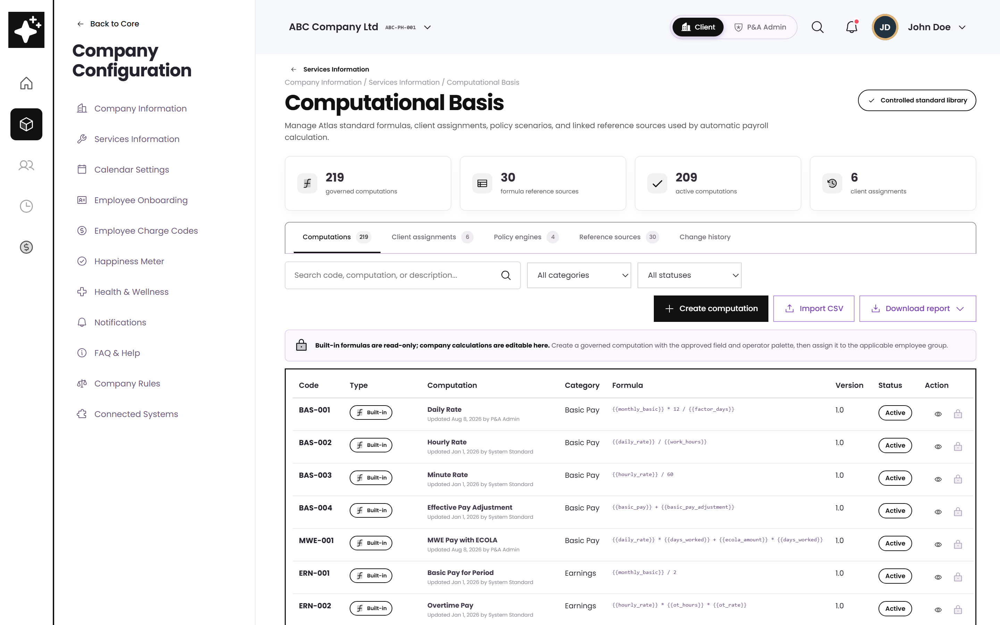 Back to Core
Company
Configuration
Company Information
Services Information
Calendar Settings
Employee Onboarding
Employee Charge Codes
Happiness Meter
Health & Wellness
Notifications
FAQ & Help
Company Rules
Connected Systems
ABC Company Ltd ABC-PH-001
Client P&A Admin JD John Doe
Services Information
Company Information / Services Information / Computational Basis
Computational Basis
Controlled standard library
Manage Atlas standard formulas, client assignments, policy scenarios, and linked reference sources used by automatic payroll
calculation.
219
governed computations
30
formula reference sources
209
active computations
6
client assignments
Computations 219 Client assignments 6 Policy engines 4 Reference sources 30 Change history
Search code, computation, or description... All categories All statuses
Create computation Import CSV Download report
Built-in formulas are read-only; company calculations are editable here. Create a governed computation with the approved field and operator palette, then assign it to the applicable employee group.
Code Type Computation Category Formula Version Status Action
BAS-001 Built-in Daily Rate Basic Pay {{monthly_basic}} * 12 / {{factor_days}} 1.0 Active
Updated Aug 8, 2026 by P&A Admin
BAS-002 Built-in Hourly Rate Basic Pay {{daily_rate}} / {{work_hours}} 1.0 Active
Updated Jan 1, 2026 by System Standard
BAS-003 Built-in Minute Rate Basic Pay {{hourly_rate}} / 60 1.0 Active
Updated Jan 1, 2026 by System Standard
BAS-004 Built-in Effective Pay Adjustment Basic Pay {{basic_pay}} + {{basic_pay_adjustment}} 1.0 Active
Updated Jan 1, 2026 by System Standard
MWE-001 Built-in MWE Pay with ECOLA Basic Pay {{daily_rate}} * {{days_worked}} + {{ecola_amount}} * {{days_worked}} 1.0 Active
Updated Aug 8, 2026 by P&A Admin
ERN-001 Built-in Basic Pay for Period Earnings {{monthly_basic}} / 2 1.0 Active
Updated Jan 1, 2026 by System Standard
ERN-002 Built-in Overtime Pay Earnings {{hourly_rate}} * {{ot_hours}} * {{ot_rate}} 1.0 Active
Updated Jan 1, 2026 by System Standard